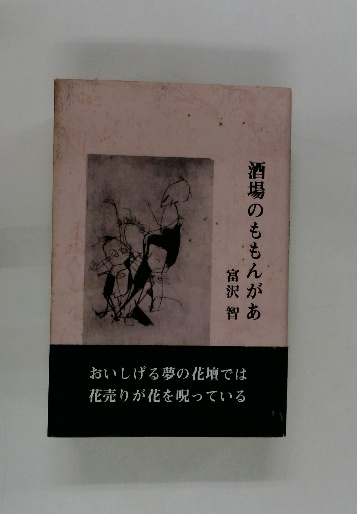 酒場のももんがあ
富沢 智
おいしげる夢の花壇では
花売りが花を呪っている